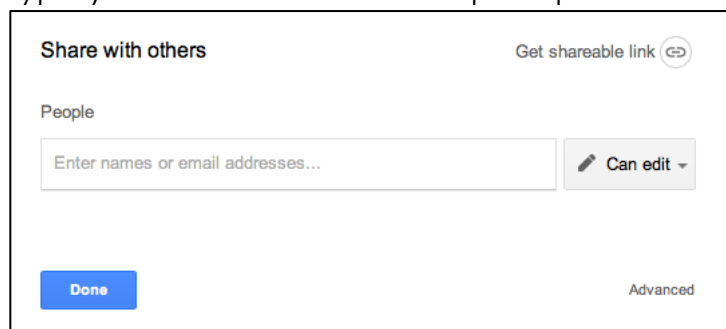 Share with others
Get shareable link
People
Enter names or email addresses...
Can edit
Done
Advanced